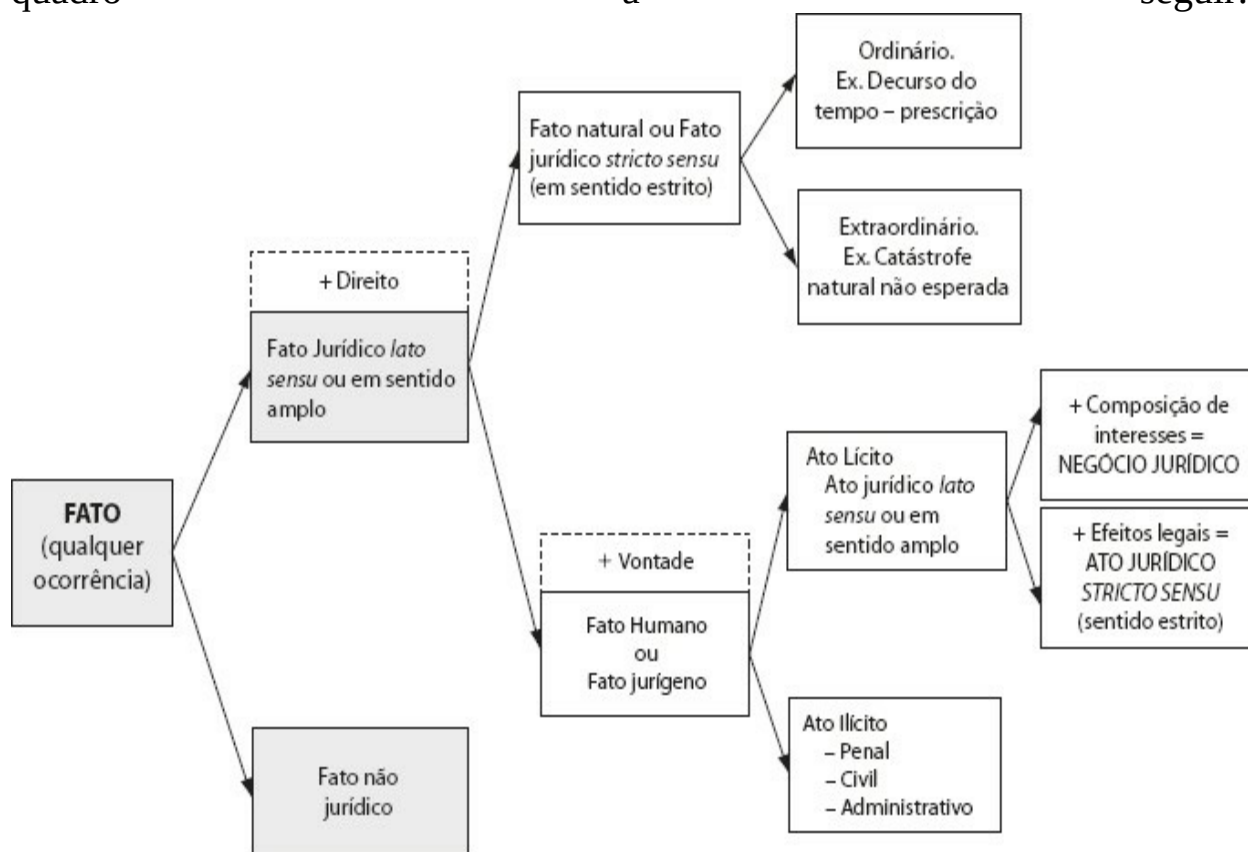 quadro a seguir:
Ordinário.
Ex. Decurso do
tempo – prescrição
Fato natural ou Fato
jurídico stricto sensu
(em sentido estrito)
Extraordinário.
Ex. Catástrofe
natural não esperada
+ Direito
Fato Jurídico lato
sensu ou em sentido
amplo
+ Composição de
interesses =
NEGÓCIO JURÍDICO
Ato Lícito
Ato jurídico lato
sensu ou em
sentido amplo
FATO
(qualquer
ocorrência)
+ Efeitos legais =
ATO JURÍDICO
STRICTO SENSU
(sentido estrito)
+ Vontade
Fato Humano
ou
Fato jurígeno
Ato Ilícito
– Penal
– Civil
– Administrativo
Fato não
jurídico